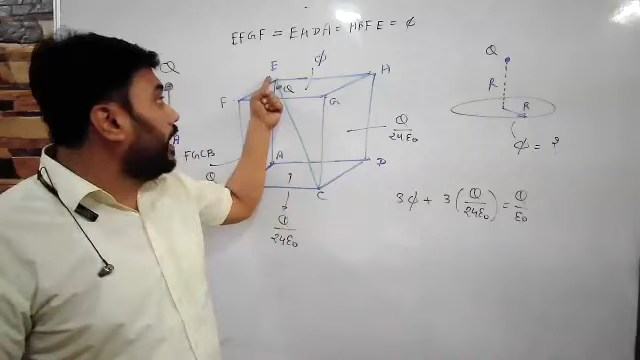 EFGF = EHDA = HBFE = ϕ
Q
E
ϕ
H
Q
F
Q
G
R
R
Q/24ε₀
A
FGCB
A
D
ϕ = ?
Q
C
3ϕ + 3 (Q/24ε₀) = Q/ε₀
Q/24ε₀